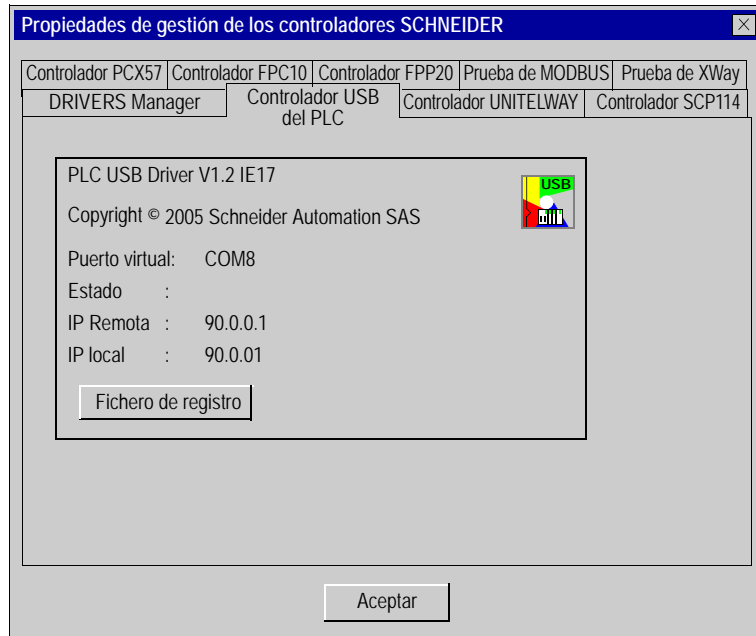 Propiedades de gestión de los controladores SCHNEIDER
Controlador PCX57 Controlador FPC10 Controlador FPP20 Prueba de MODBUS Prueba de XWay
DRIVERS Manager Controlador USB del PLC Controlador UNITELWAY Controlador SCP114
PLC USB Driver V1.2 IE17
USB
Copyright © 2005 Schneider Automation SAS
Puerto virtual: COM8
Estado :
IP Remota : 90.0.0.1
IP local : 90.0.01
Fichero de registro
Aceptar